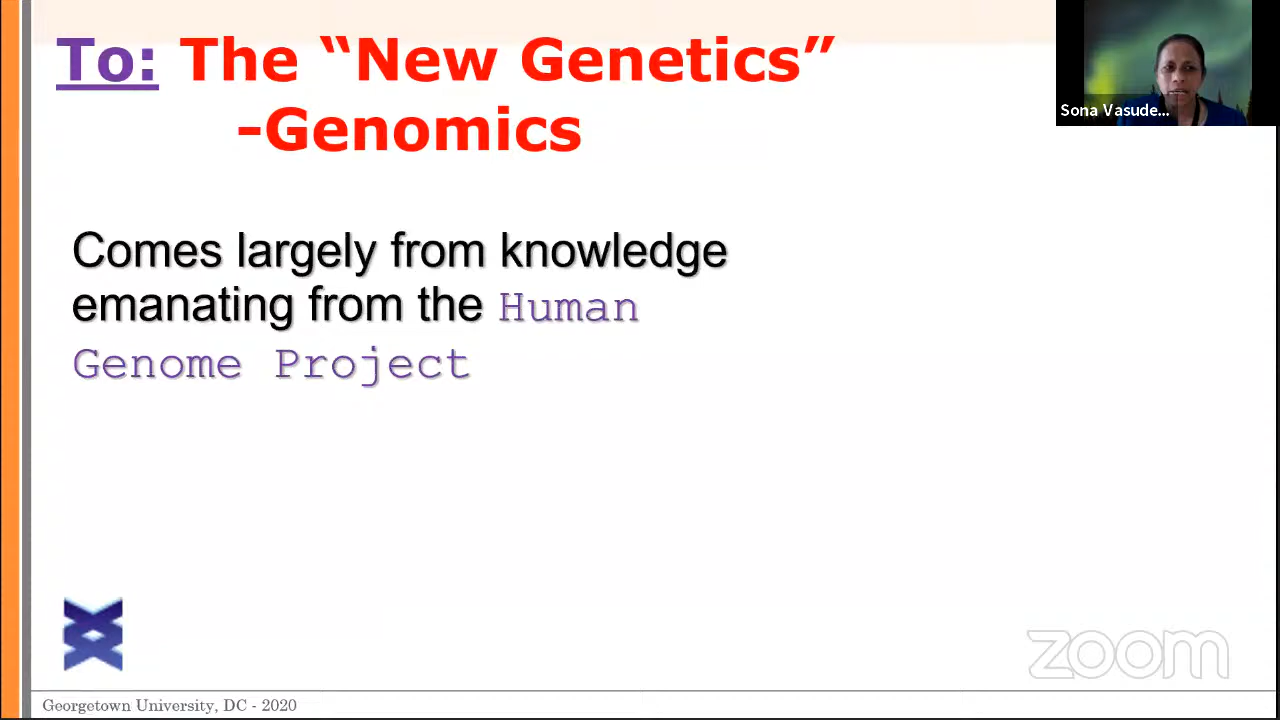 To: The “New Genetics”
-Genomics
Sona Vasude...
Comes largely from knowledge
emanating from the Human
Genome Project
zoom
Georgetown University, DC - 2020